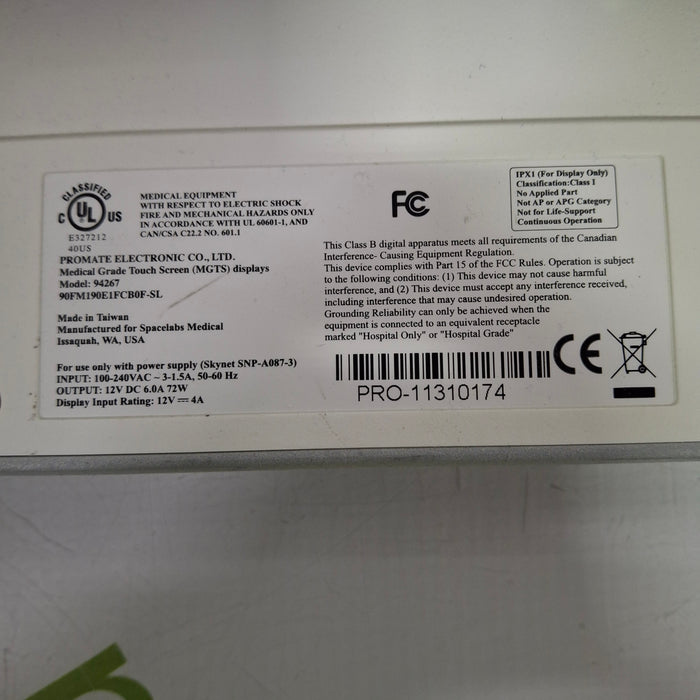 CLASSIFIED
C UL US
E327212
40US
MEDICAL EQUIPMENT
WITH RESPECT TO ELECTRIC SHOCK
FIRE AND MECHANICAL HAZARDS ONLY
IN ACCORDANCE WITH UL 60601-1, AND
CAN/CSA C22.2 NO. 601.1
PROMATE ELECTRONIC CO., LTD.
Medical Grade Touch Screen (MGTS) displays
Model: 94267
90FM190E1FCB0F-SL
Made in Taiwan
Manufactured for Spacelabs Medical
Issaquah, WA, USA
For use only with power supply (Skynet SNP-A087-3)
INPUT: 100-240VAC ~ 3-1.5A, 50-60 Hz
OUTPUT: 12V DC 6.0A 72W
Display Input Rating: 12V ⎓ 4A
FC
IPX1 (For Display Only)
Classification:Class I
No Applied Part
Not AP or APG Category
Not for Life-Support
Continuous Operation
This Class B digital apparatus meets all requirements of the Canadian
Interference- Causing Equipment Regulation.
This device complies with Part 15 of the FCC Rules. Operation is subject
to the following conditions: (1) This device may not cause harmful
interference, and (2) This device must accept any interference received,
including interference that may cause undesired operation.
Grounding Reliability can only be achieved when the
equipment is connected to an equivalent receptacle
marked "Hospital Only" or "Hospital Grade"
CE
PRO-11310174